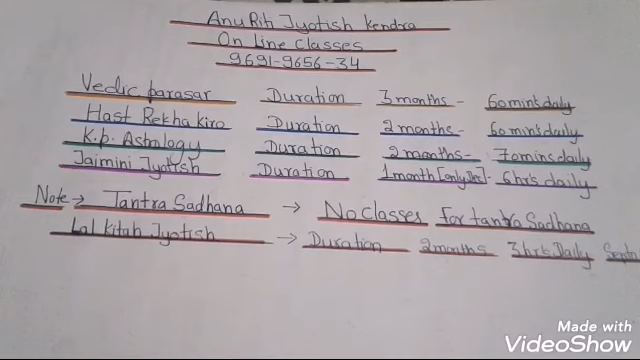 Anu Riti Jyotish Kendra
On Line Classes
9691-9656-34
Vedic parasar Duration 3 months - 60 mints daily
Hast Rekha kiro Duration 2 months - 60 mints daily
K.p. Astrology Duration 2 months - 70 mins daily
Jaimini Jyotish Duration 1 month [only Dec] - 6 hrs daily
Note → Tantra Sadhana → No classes for tantra Sadhana
Lal kitab Jyotish → Duration 2 months 3 hrs Daily
Made with
VideoShow